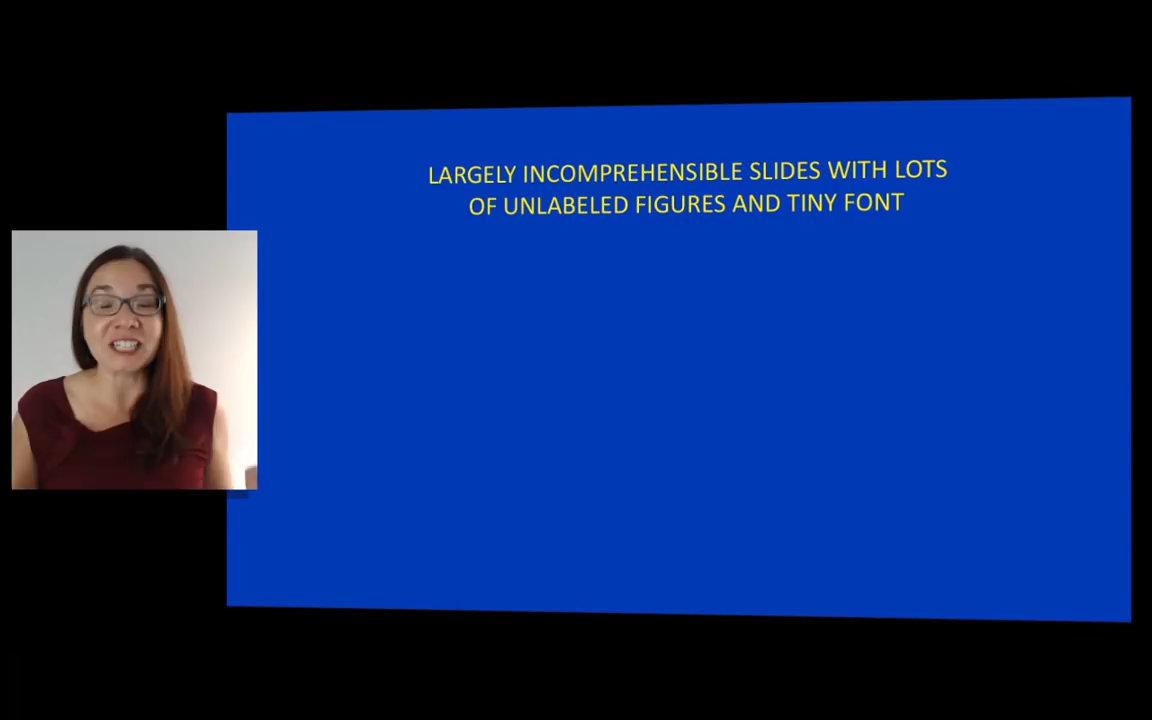 LARGELY INCOMPREHENSIBLE SLIDES WITH LOTS
OF UNLABELED FIGURES AND TINY FONT